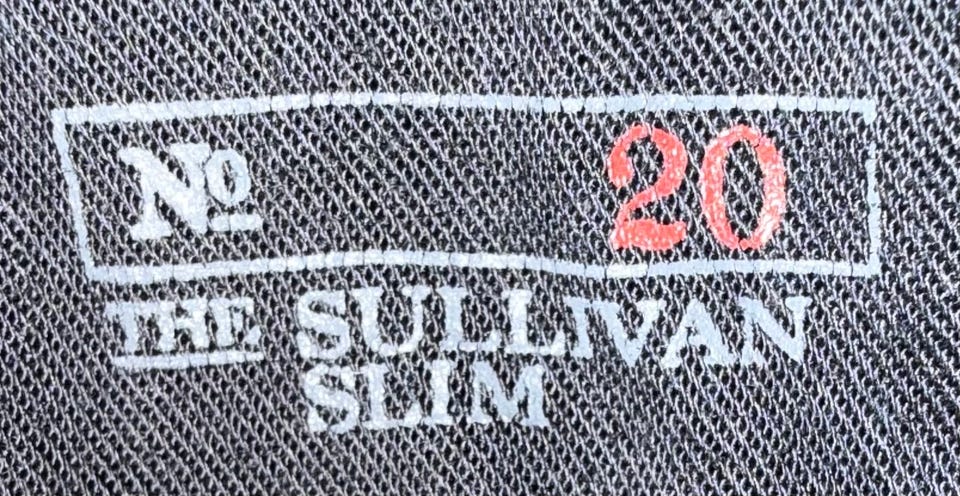 Nº 20
THE SULLIVAN
SLIM